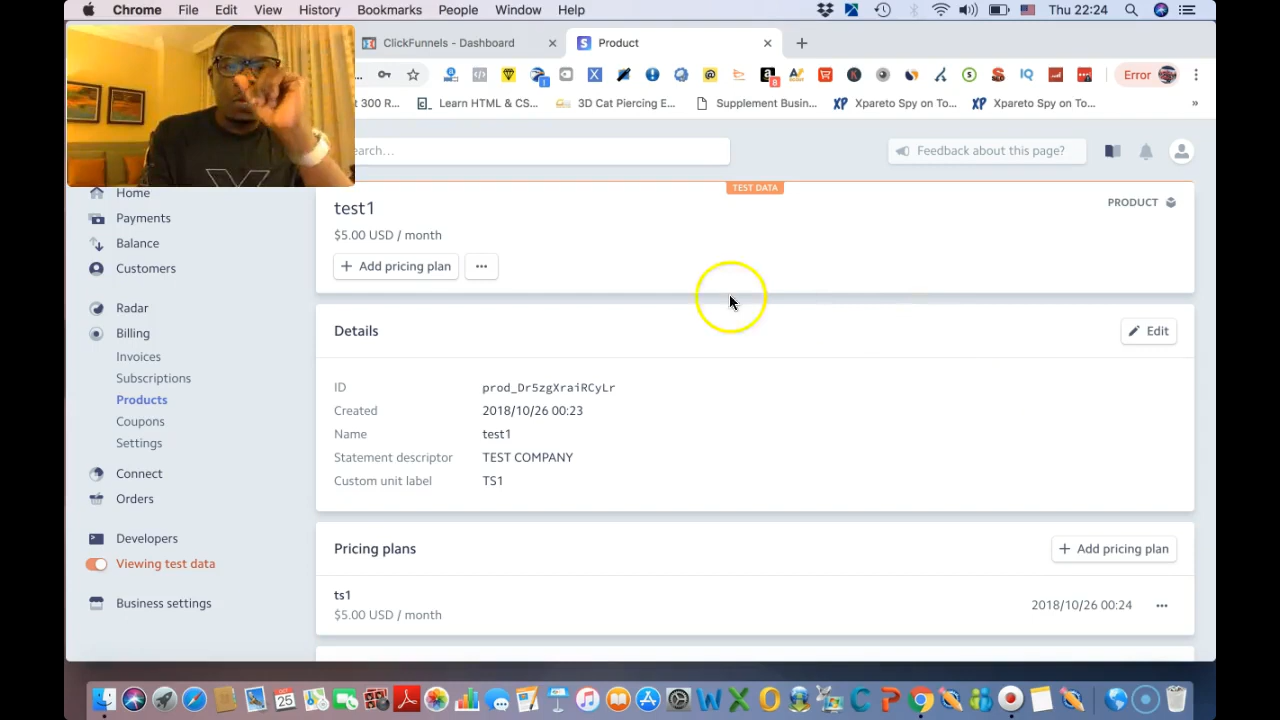 Chrome File Edit View History Bookmarks People Window Help Thu 22:24
ClickFunnels - Dashboard Product
Error
t 300 R... Learn HTML & CS... 3D Cat Piercing E... Supplement Busin... Xpareto Spy on To... Xpareto Spy on To... »
earch... Feedback about this page?
TEST DATA
Home
test1
PRODUCT
Payments
$5.00 USD / month
Balance
+ Add pricing plan ...
Customers
Radar
Billing
Details Edit
Invoices
Subscriptions
Products
Coupons
Settings
ID prod_Dr5zgXraiRCyLr
Created 2018/10/26 00:23
Name test1
Statement descriptor TEST COMPANY
Custom unit label TS1
Connect
Orders
Developers
Viewing test data
Business settings
Pricing plans + Add pricing plan
ts1
$5.00 USD / month
2018/10/26 00:24 ...